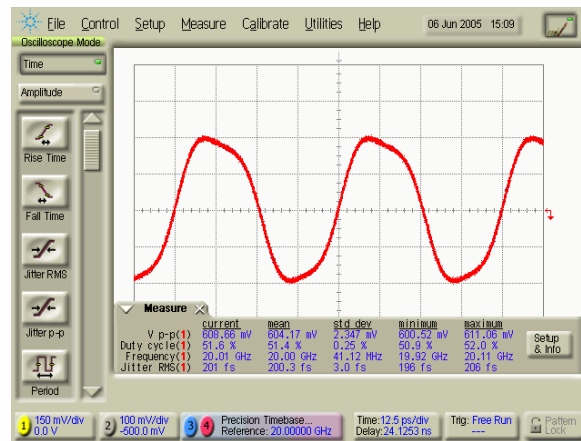 File Control Setup Measure Calibrate Utilities Help 06 Jun 2005 15:09
Oscilloscope Mode
Time
Amplitude
Rise Time
Fall Time
Jitter RMS
Jitter p-p
Period
Measure
current mean std dev minimum maximum
V p-p(1) 608.66 mV 604.17 mV 2.347 mV 600.52 mV 611.06 mV
Duty cycle(1) 51.6 % 51.4 % 0.25 % 50.9 % 52.0 %
Frequency(1) 20.01 GHz 20.00 GHz 41.12 MHz 19.92 GHz 20.11 GHz
Jitter RMS(1) 201 fs 200.3 fs 3.0 fs 196 fs 206 fs
Setup
& Info
1 150 mV/div
0.0 V
2 100 mV/div
-500.0 mV
3 4 Precision Timebase...
Reference: 20.00000 GHz
Time:12.5 ps/div
Delay:24.1253 ns
Trig: Free Run
---
Pattern
Lock